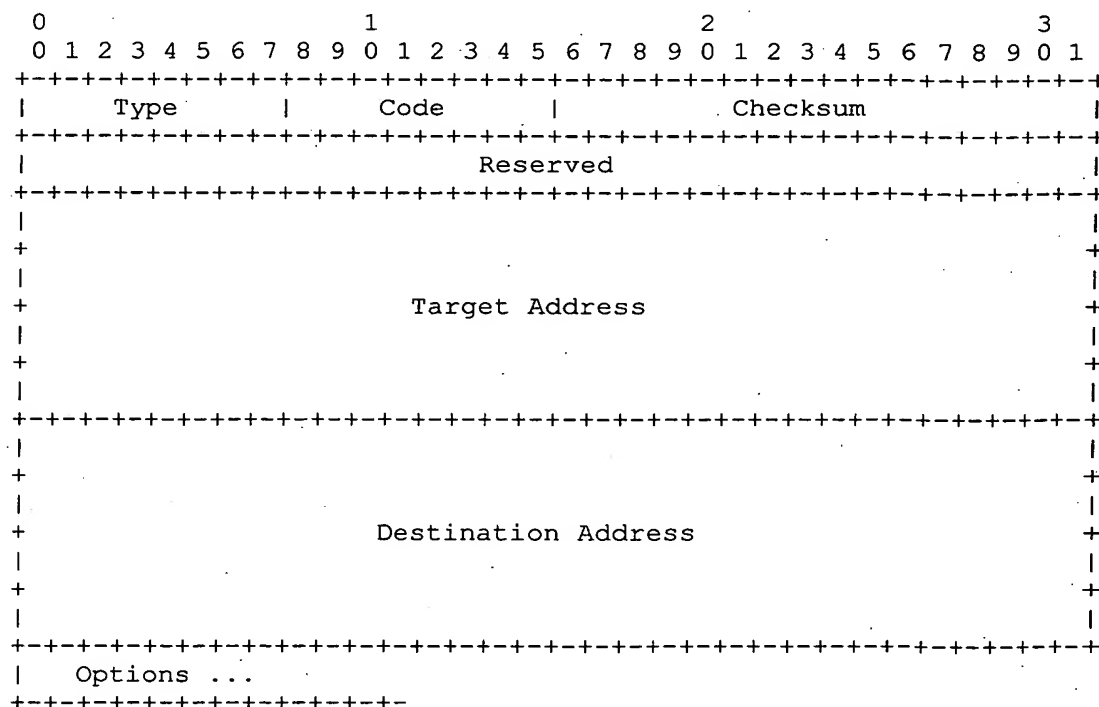 0                   1                   2                   3
0 1 2 3 4 5 6 7 8 9 0 1 2 3 4 5 6 7 8 9 0 1 2 3 4 5 6 7 8 9 0 1
+-+-+-+-+-+-+-+-+-+-+-+-+-+-+-+-+-+-+-+-+-+-+-+-+-+-+-+-+-+-+-+-+
|     Type      |     Code      |          Checksum             |
+-+-+-+-+-+-+-+-+-+-+-+-+-+-+-+-+-+-+-+-+-+-+-+-+-+-+-+-+-+-+-+-+
|                           Reserved                            |
+-+-+-+-+-+-+-+-+-+-+-+-+-+-+-+-+-+-+-+-+-+-+-+-+-+-+-+-+-+-+-+-+
|                                                               |
+                                                               +
|                                                               |
+                       Target Address                          +
|                                                               |
+                                                               +
|                                                               |
+-+-+-+-+-+-+-+-+-+-+-+-+-+-+-+-+-+-+-+-+-+-+-+-+-+-+-+-+-+-+-+-+
|                                                               |
+                                                               +
|                                                               |
+                     Destination Address                       +
|                                                               |
+                                                               +
|                                                               |
+-+-+-+-+-+-+-+-+-+-+-+-+-+-+-+-+-+-+-+-+-+-+-+-+-+-+-+-+-+-+-+-+
|   Options ...
+-+-+-+-+-+-+-+-+-+-+-+-